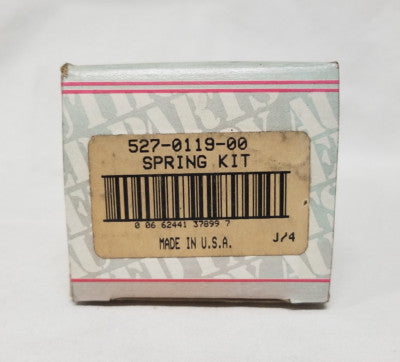 527-0119-00
SPRING KIT
0 06 62441 37899 7
MADE IN U.S.A.
J/4